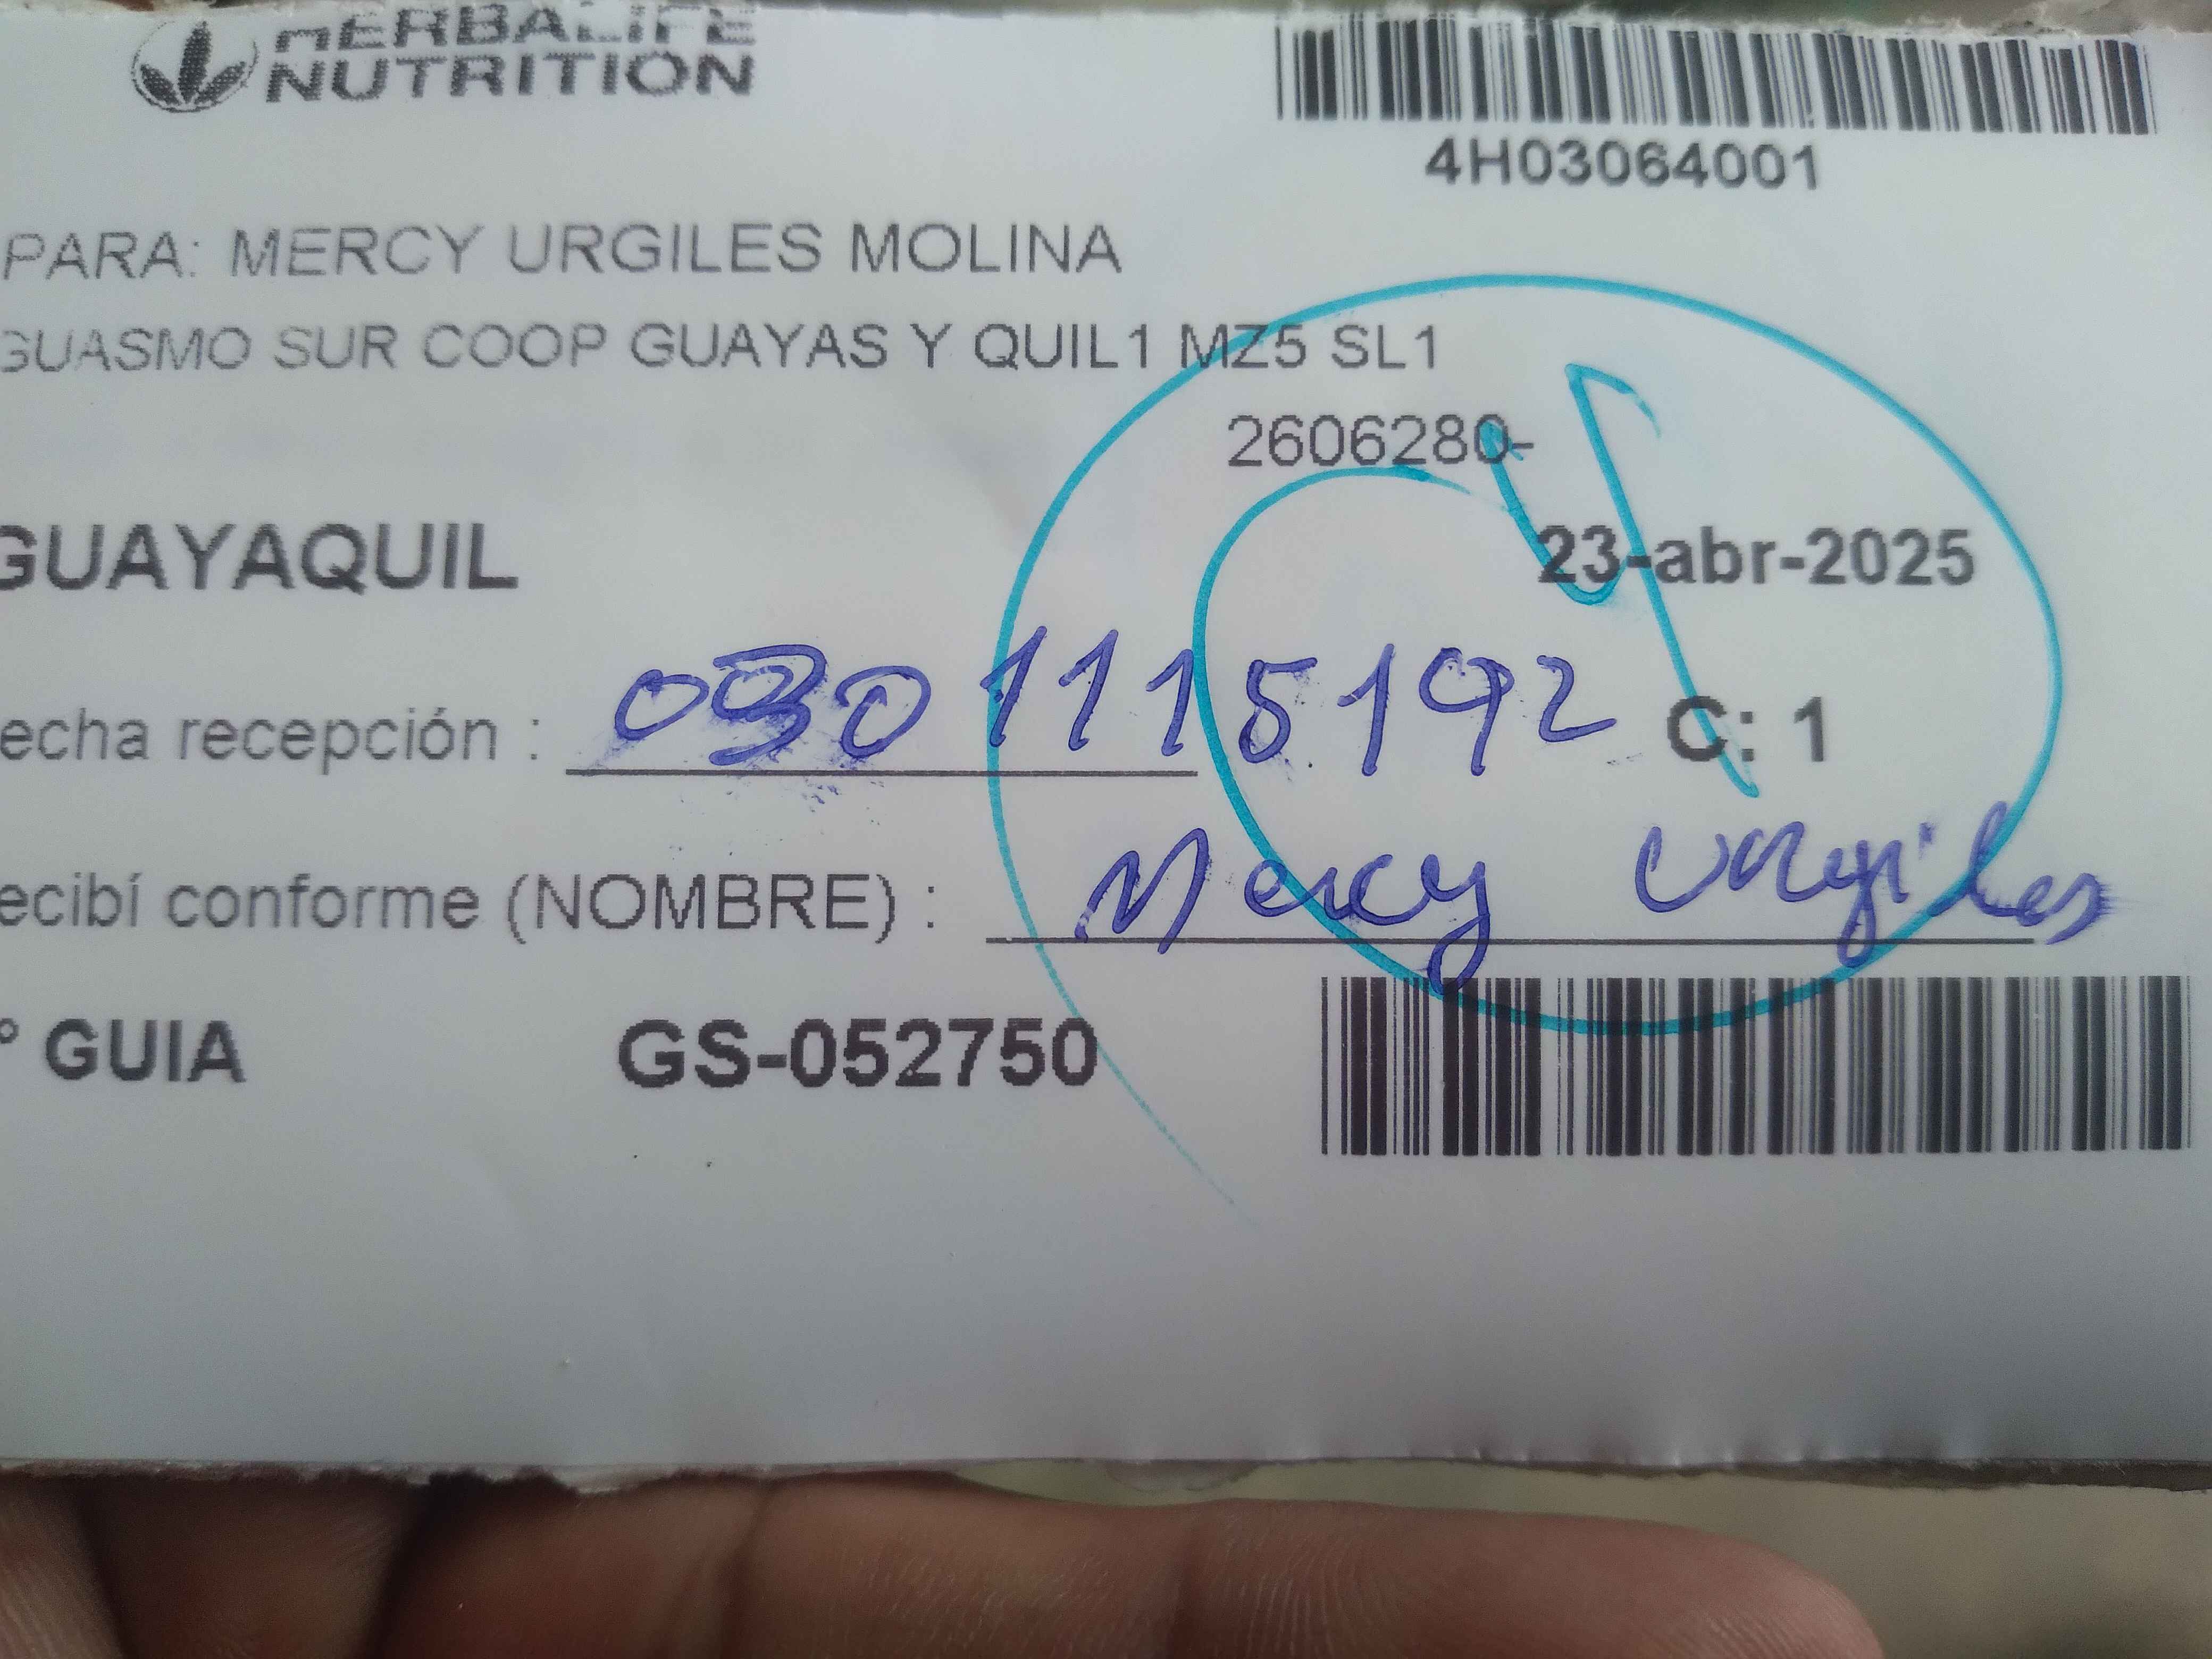 HERBALIFE
NUTRITION
4H03064001
PARA: MERCY URGILES MOLINA
GUASMO SUR COOP GUAYAS Y QUIL1 MZ5 SL1
2606280-
GUAYAQUIL
23-abr-2025
echa recepción : 0301115192
C: 1
ecibí conforme (NOMBRE) : Mercy Urgiles
° GUIA GS-052750